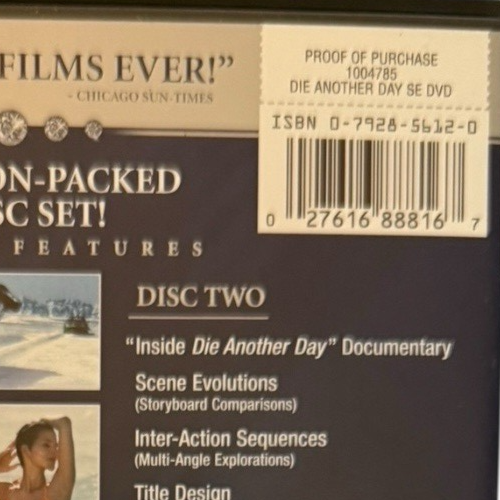 FILMS EVER!”
- CHICAGO SUN-TIMES
PROOF OF PURCHASE
1004785
DIE ANOTHER DAY SE DVD
ISBN 0-7928-5612-0
0 27616 88816 7
ON-PACKED
SC SET!
FEATURES
DISC TWO
“Inside Die Another Day” Documentary
Scene Evolutions
(Storyboard Comparisons)
Inter-Action Sequences
(Multi-Angle Explorations)
Title Design